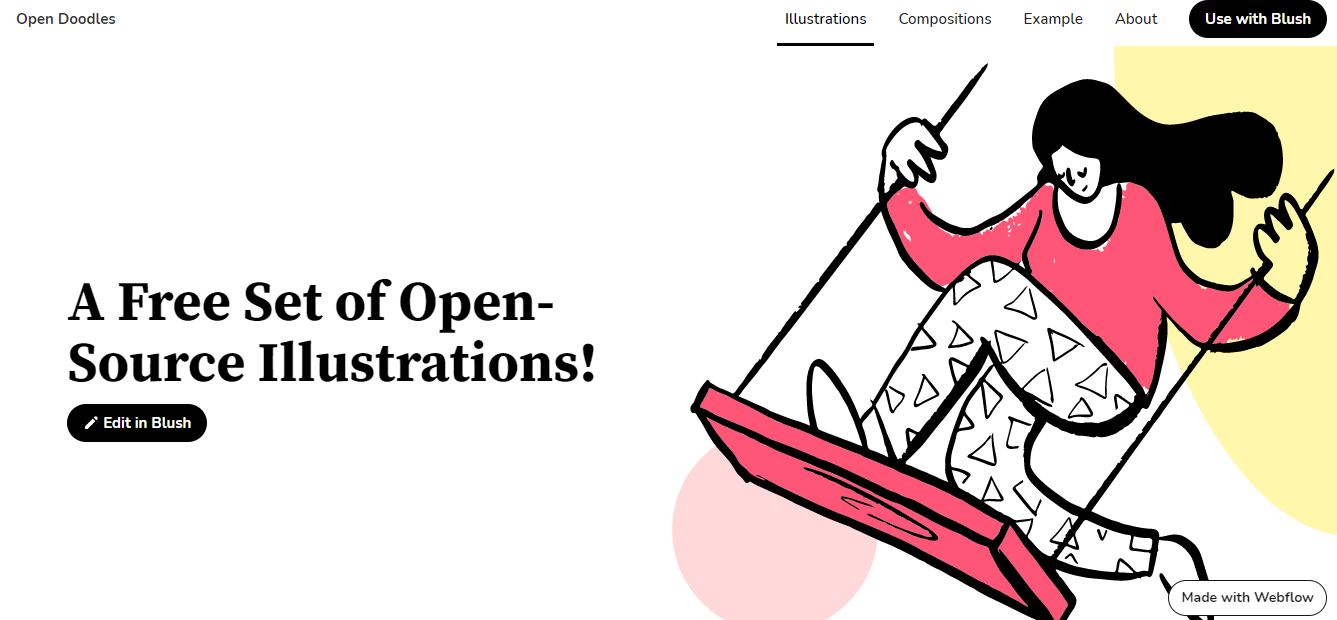 Open Doodles
Illustrations
Compositions
Example
About
Use with Blush
A Free Set of Open-
Source Illustrations!
Edit in Blush
Made with Webflow